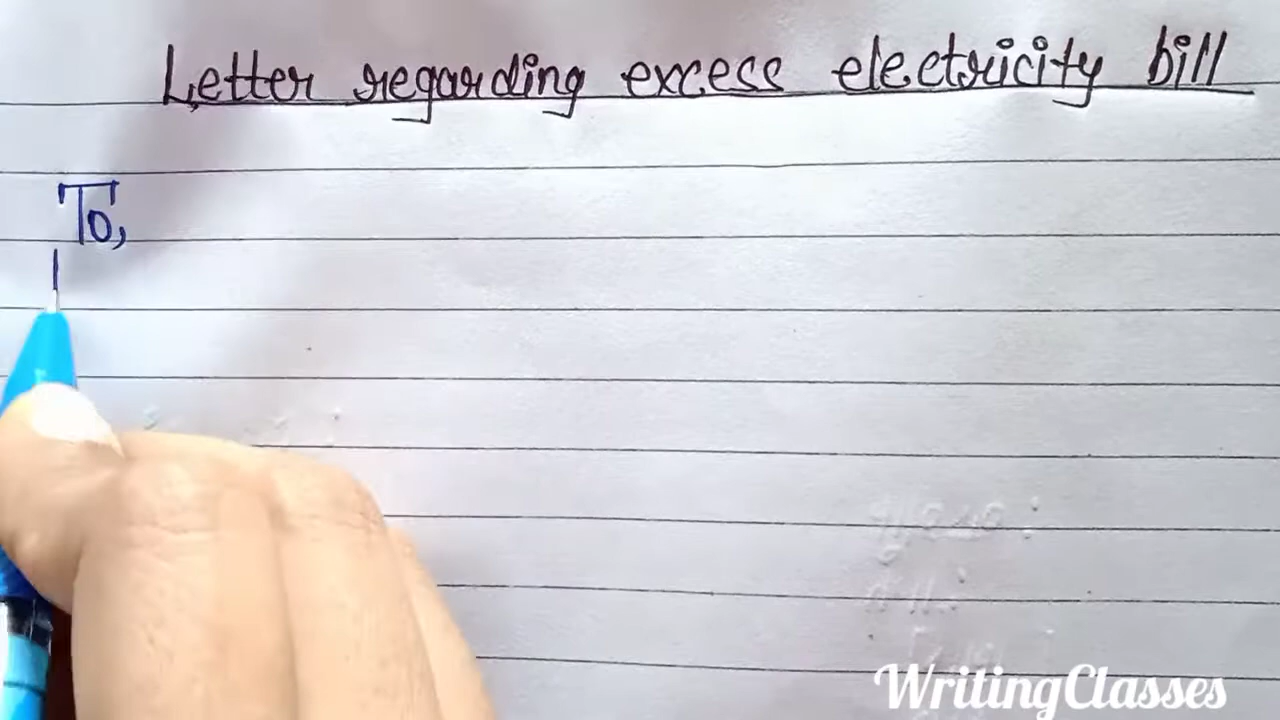 Letter regarding excess electricity bill
To,
WritingClasses